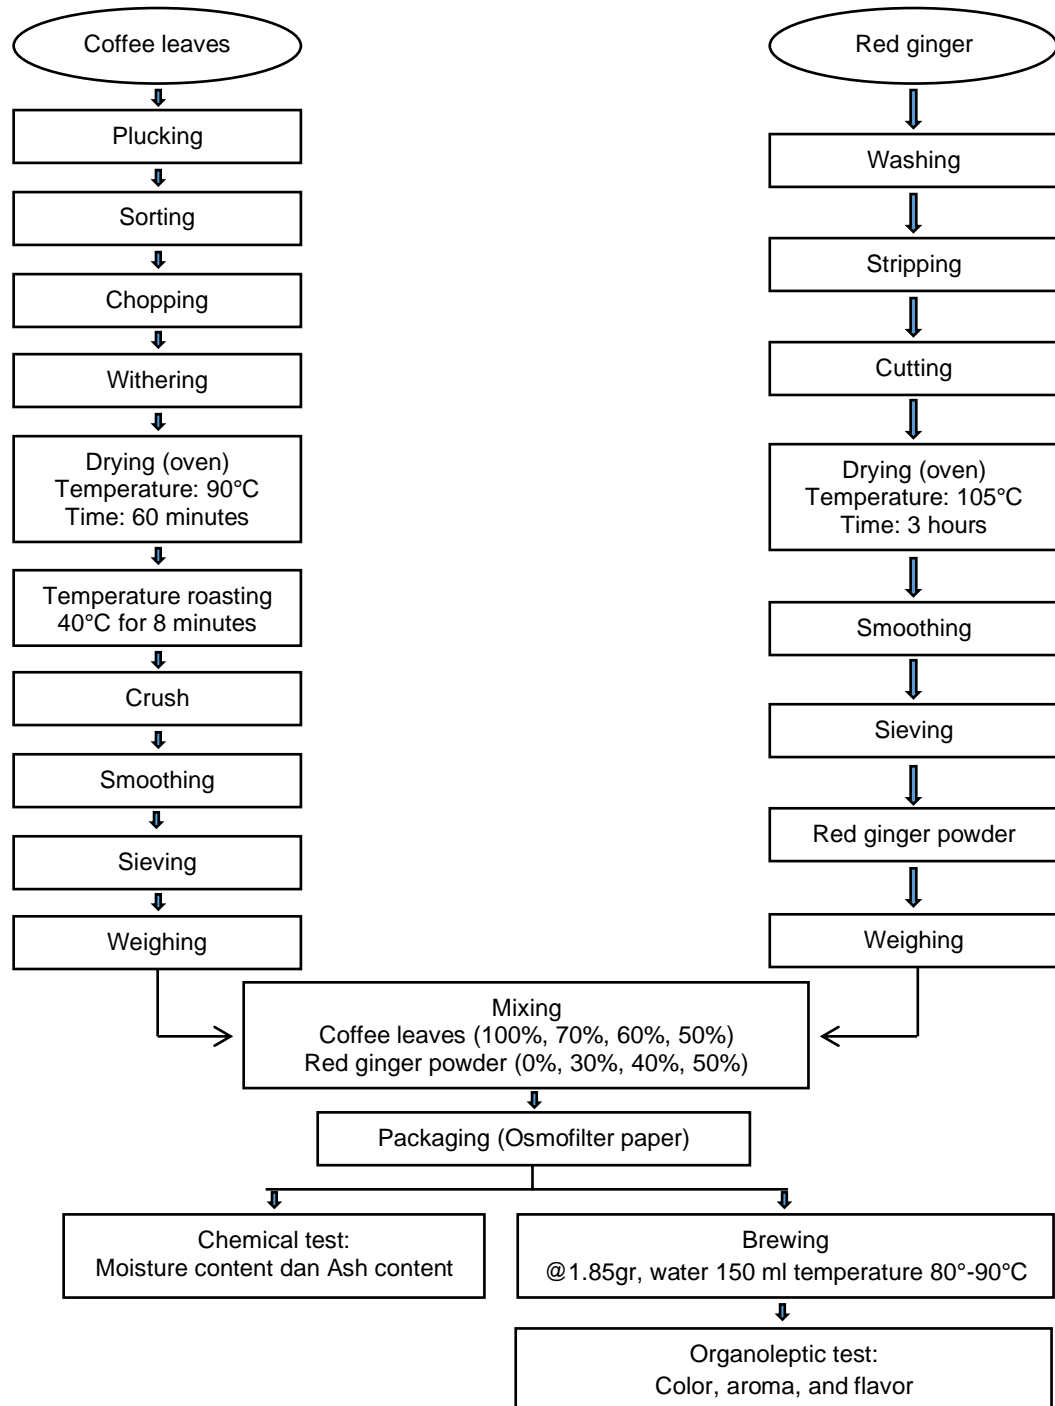 Coffee leaves
Plucking
Sorting
Chopping
Withering
Drying (oven)
Temperature: 90°C
Time: 60 minutes
Temperature roasting
40°C for 8 minutes
Crush
Smoothing
Sieving
Weighing
Red ginger
Washing
Stripping
Cutting
Drying (oven)
Temperature: 105°C
Time: 3 hours
Smoothing
Sieving
Red ginger powder
Weighing
Mixing
Coffee leaves (100%, 70%, 60%, 50%)
Red ginger powder (0%, 30%, 40%, 50%)
Packaging (Osmofilter paper)
Chemical test:
Moisture content dan Ash content
Brewing
@1.85gr, water 150 ml temperature 80°-90°C
Organoleptic test:
Color, aroma, and flavor